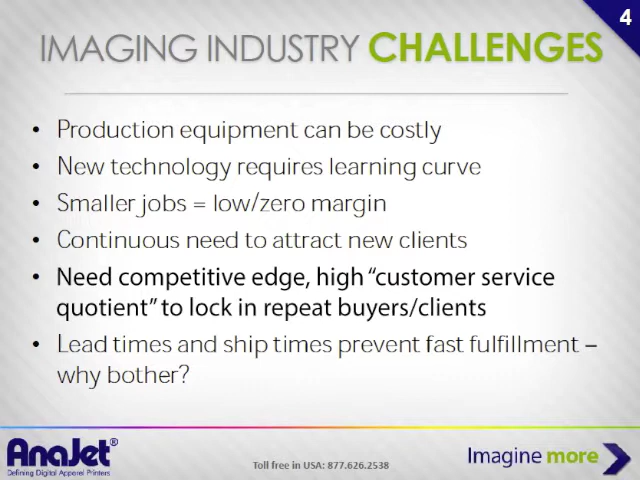 4
IMAGING INDUSTRY CHALLENGES
• Production equipment can be costly
• New technology requires learning curve
• Smaller jobs = low/zero margin
• Continuous need to attract new clients
• Need competitive edge, high “customer service
quotient” to lock in repeat buyers/clients
• Lead times and ship times prevent fast fulfillment –
why bother?
AnaJet®
Defining Digital Apparel Printers
Toll free in USA: 877.626.2538
Imagine more